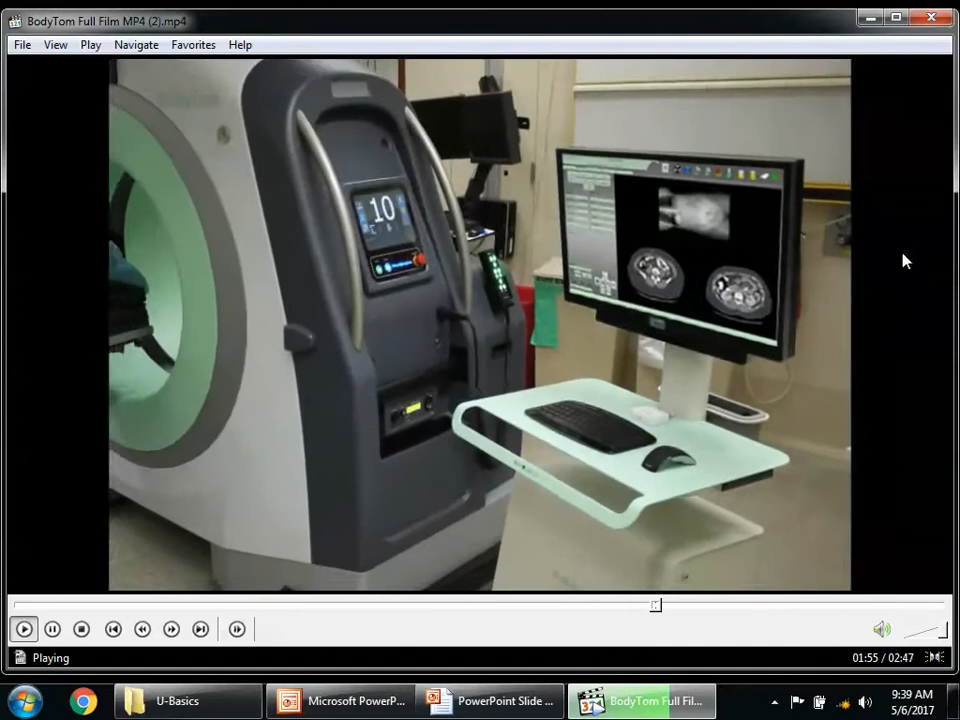 BodyTom Full Film MP4 (2).mp4
File View Play Navigate Favorites Help
10
Playing
01:55 / 02:47
U-Basics
Microsoft PowerP...
PowerPoint Slide ...
BodyTom Full Fil...
9:39 AM
5/6/2017